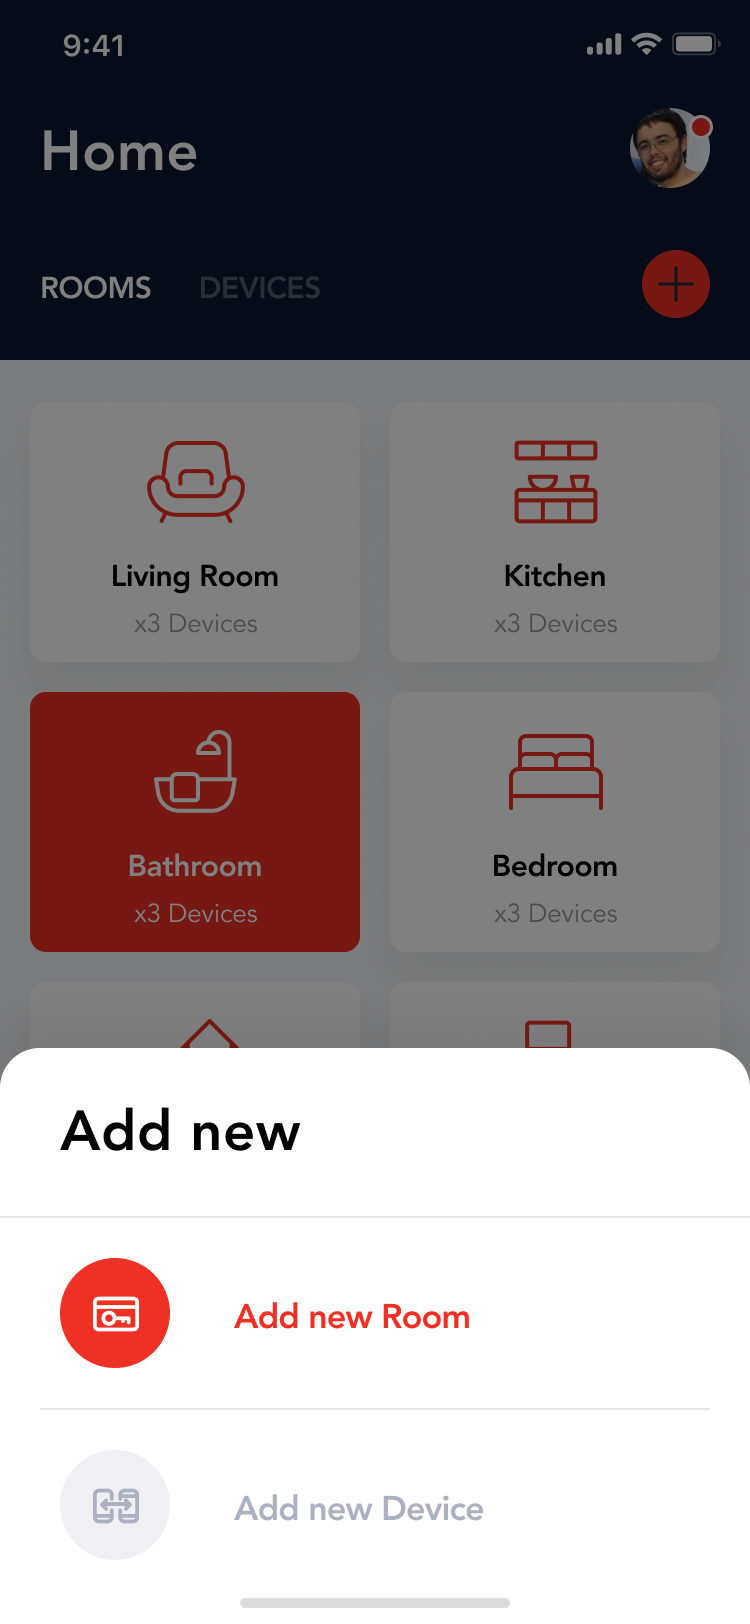 9:41
Home
ROOMS DEVICES
Living Room Kitchen
x3 Devices x3 Devices
Bathroom Bedroom
x3 Devices x3 Devices
Add new
Add new Room
Add new Device